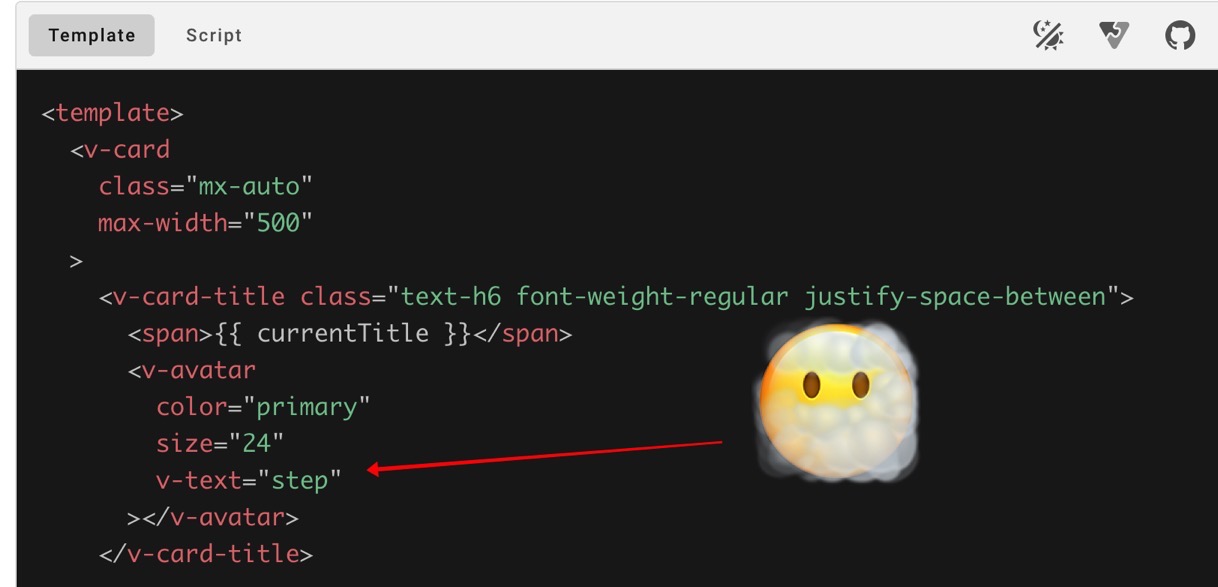 Template
Script
<template>
  <v-card
    class="mx-auto"
    max-width="500"
  >
    <v-card-title class="text-h6 font-weight-regular justify-space-between">
      <span>{{ currentTitle }}</span>
      <v-avatar
        color="primary"
        size="24"
        v-text="step"
      ></v-avatar>
    </v-card-title>